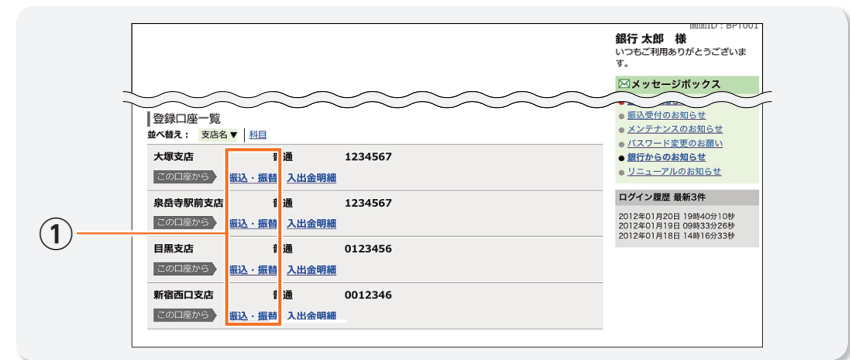 画面ID：BPT001
銀行 太郎　様
いつもご利用ありがとうございま
す。
メッセージボックス
振込受付のお知らせ
メンテナンスのお知らせ
パスワード変更のお願い
銀行からのお知らせ
リニューアルのお知らせ
ログイン履歴 最新3件
2012年01月20日 19時40分10秒
2012年01月19日 09時33分26秒
2012年01月18日 14時16分33秒
登録口座一覧
並べ替え： 支店名▼ 科目
大塚支店 普通 1234567
この口座から 振込・振替 入出金明細
泉岳寺駅前支店 普通 1234567
この口座から 振込・振替 入出金明細
①
目黒支店 普通 0123456
この口座から 振込・振替 入出金明細
新宿西口支店 普通 0012346
この口座から 振込・振替 入出金明細